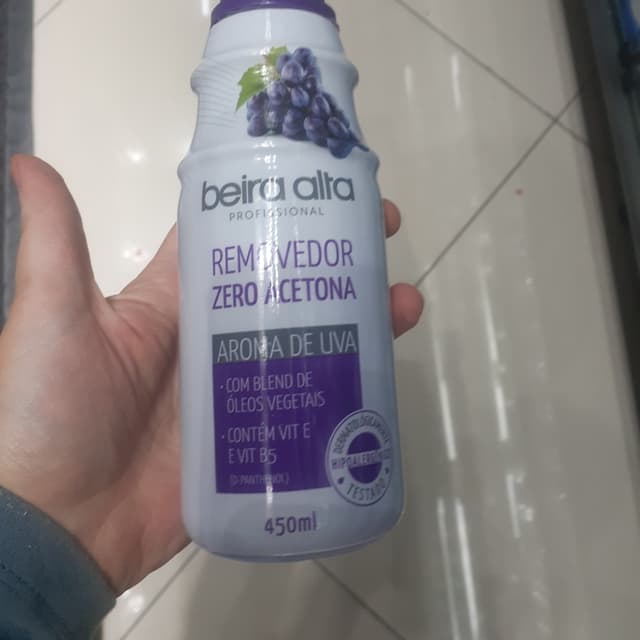 beira alta
PROFISSIONAL
REMOVEDOR
ZERO ACETONA
AROMA DE UVA
· COM BLEND DE
ÓLEOS VEGETAIS
· CONTÉM VIT E
E VIT B5
(D PANTHENOL)
DERMATOLOGICAMENTE
HIPOALERGÊNICO
TESTADO
450ml